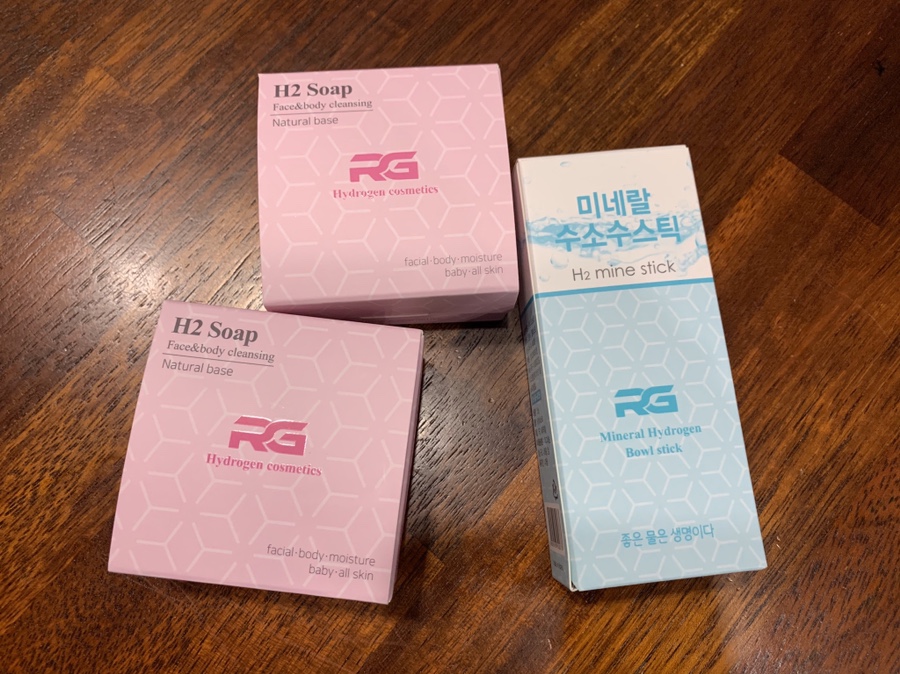 H2 Soap
Face&body cleansing
Natural base
RG
Hydrogen cosmetics
facial·body·moisture
baby·all skin
H2 Soap
Face&body cleansing
Natural base
RG
Hydrogen cosmetics
facial·body·moisture
baby·all skin
미네랄
수소수스틱
H2 mine stick
RG
Mineral Hydrogen
Bowl stick
좋은 물은 생명이다